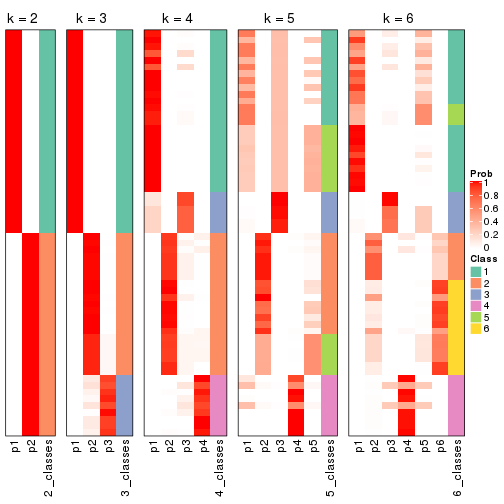 k = 2
k = 3
k = 4
k = 5
k = 6
p1
p2
2_classes
p1
p2
p3
3_classes
p1
p2
p3
p4
4_classes
p1
p2
p3
p4
p5
5_classes
p1
p2
p3
p4
p5
p6
6_classes
Prob
1
0.8
0.6
0.4
0.2
0
Class
1
2
3
4
5
6